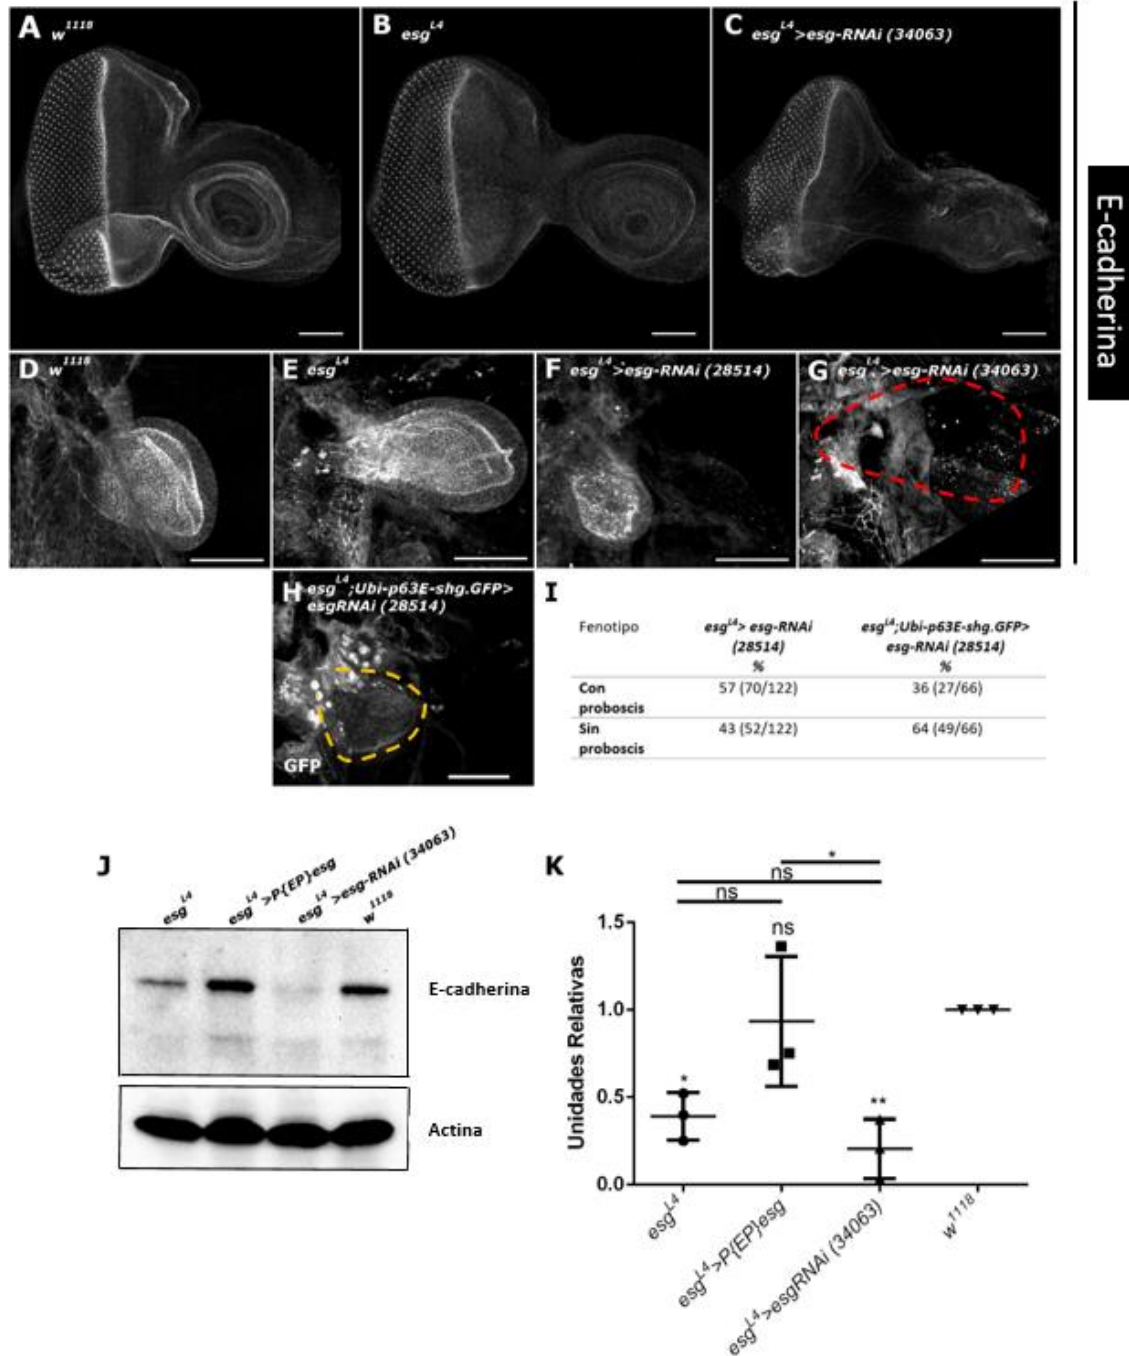 A w1118
B esgL4
C esgL4>esg-RNAi (34063)
E-cadherina
D w1118
E esgL4
F esgL4>esg-RNAi (28514)
G esgL4>esg-RNAi (34063)
H esgL4;Ubi-p63E-shg.GFP>
esgRNAi (28514)
GFP
I
Fenotipo esgL4> esg-RNAi esgL4;Ubi-p63E-shg.GFP>
(28514) esg-RNAi (28514)
% %
Con 57 (70/122) 36 (27/66)
proboscis
Sin 43 (52/122) 64 (49/66)
proboscis
J
esgL4
esgL4>P{EP}esg
esgL4>esg-RNAi (34063)
w1118
E-cadherina
Actina
K
*
ns
ns
ns
1.5
1.0
0.5
0.0
*
**
Unidades Relativas
esgL4
esgL4>P{EP}esg
esgL4>esgRNAi (34063)
w1118